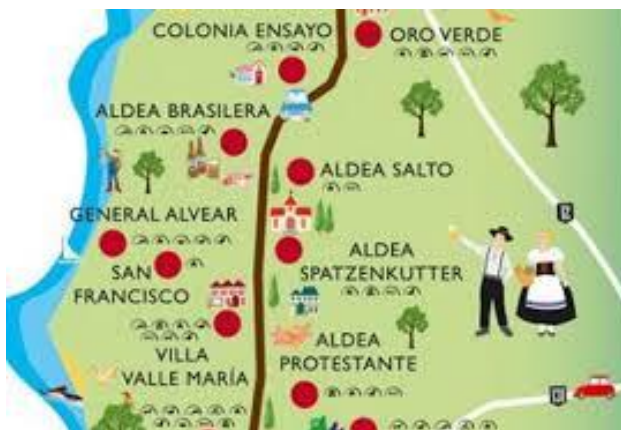 COLONIA ENSAYO
ORO VERDE
ALDEA BRASILERA
ALDEA SALTO
GENERAL ALVEAR
SAN
FRANCISCO
ALDEA
SPATZENKUTTER
VILLA
VALLE MARÍA
ALDEA
PROTESTANTE